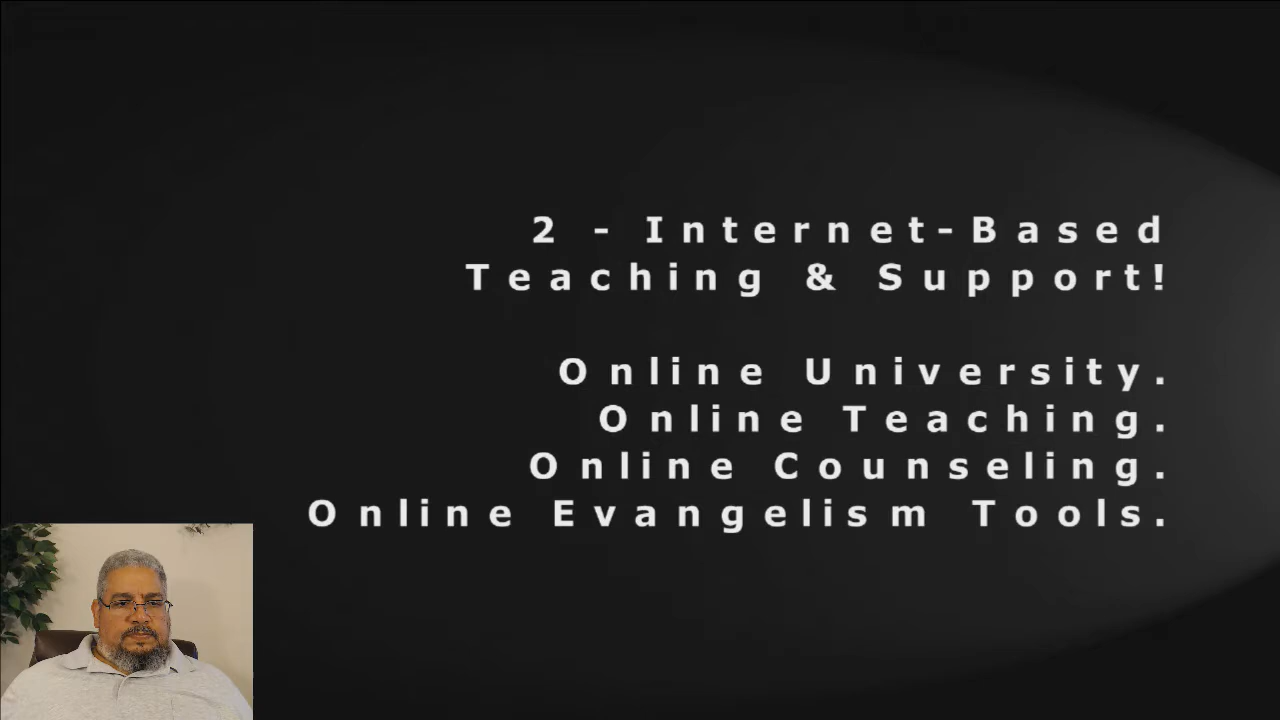 2 - Internet-Based
Teaching & Support!
Online University.
Online Teaching.
Online Counseling.
Online Evangelism Tools.